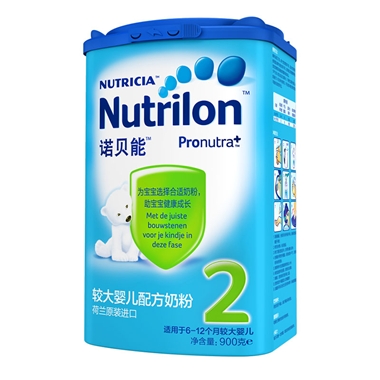 NUTRICIA™
Nutrilon
诺贝能™
Pronutra+
为宝宝选择合适奶粉,
助宝宝健康成长
Met de juiste
bouwstenen
voor je kindje in
deze fase
2
较大婴儿配方奶粉
荷兰原装进口
适用于6-12个月较大婴儿
净含量:900克℮